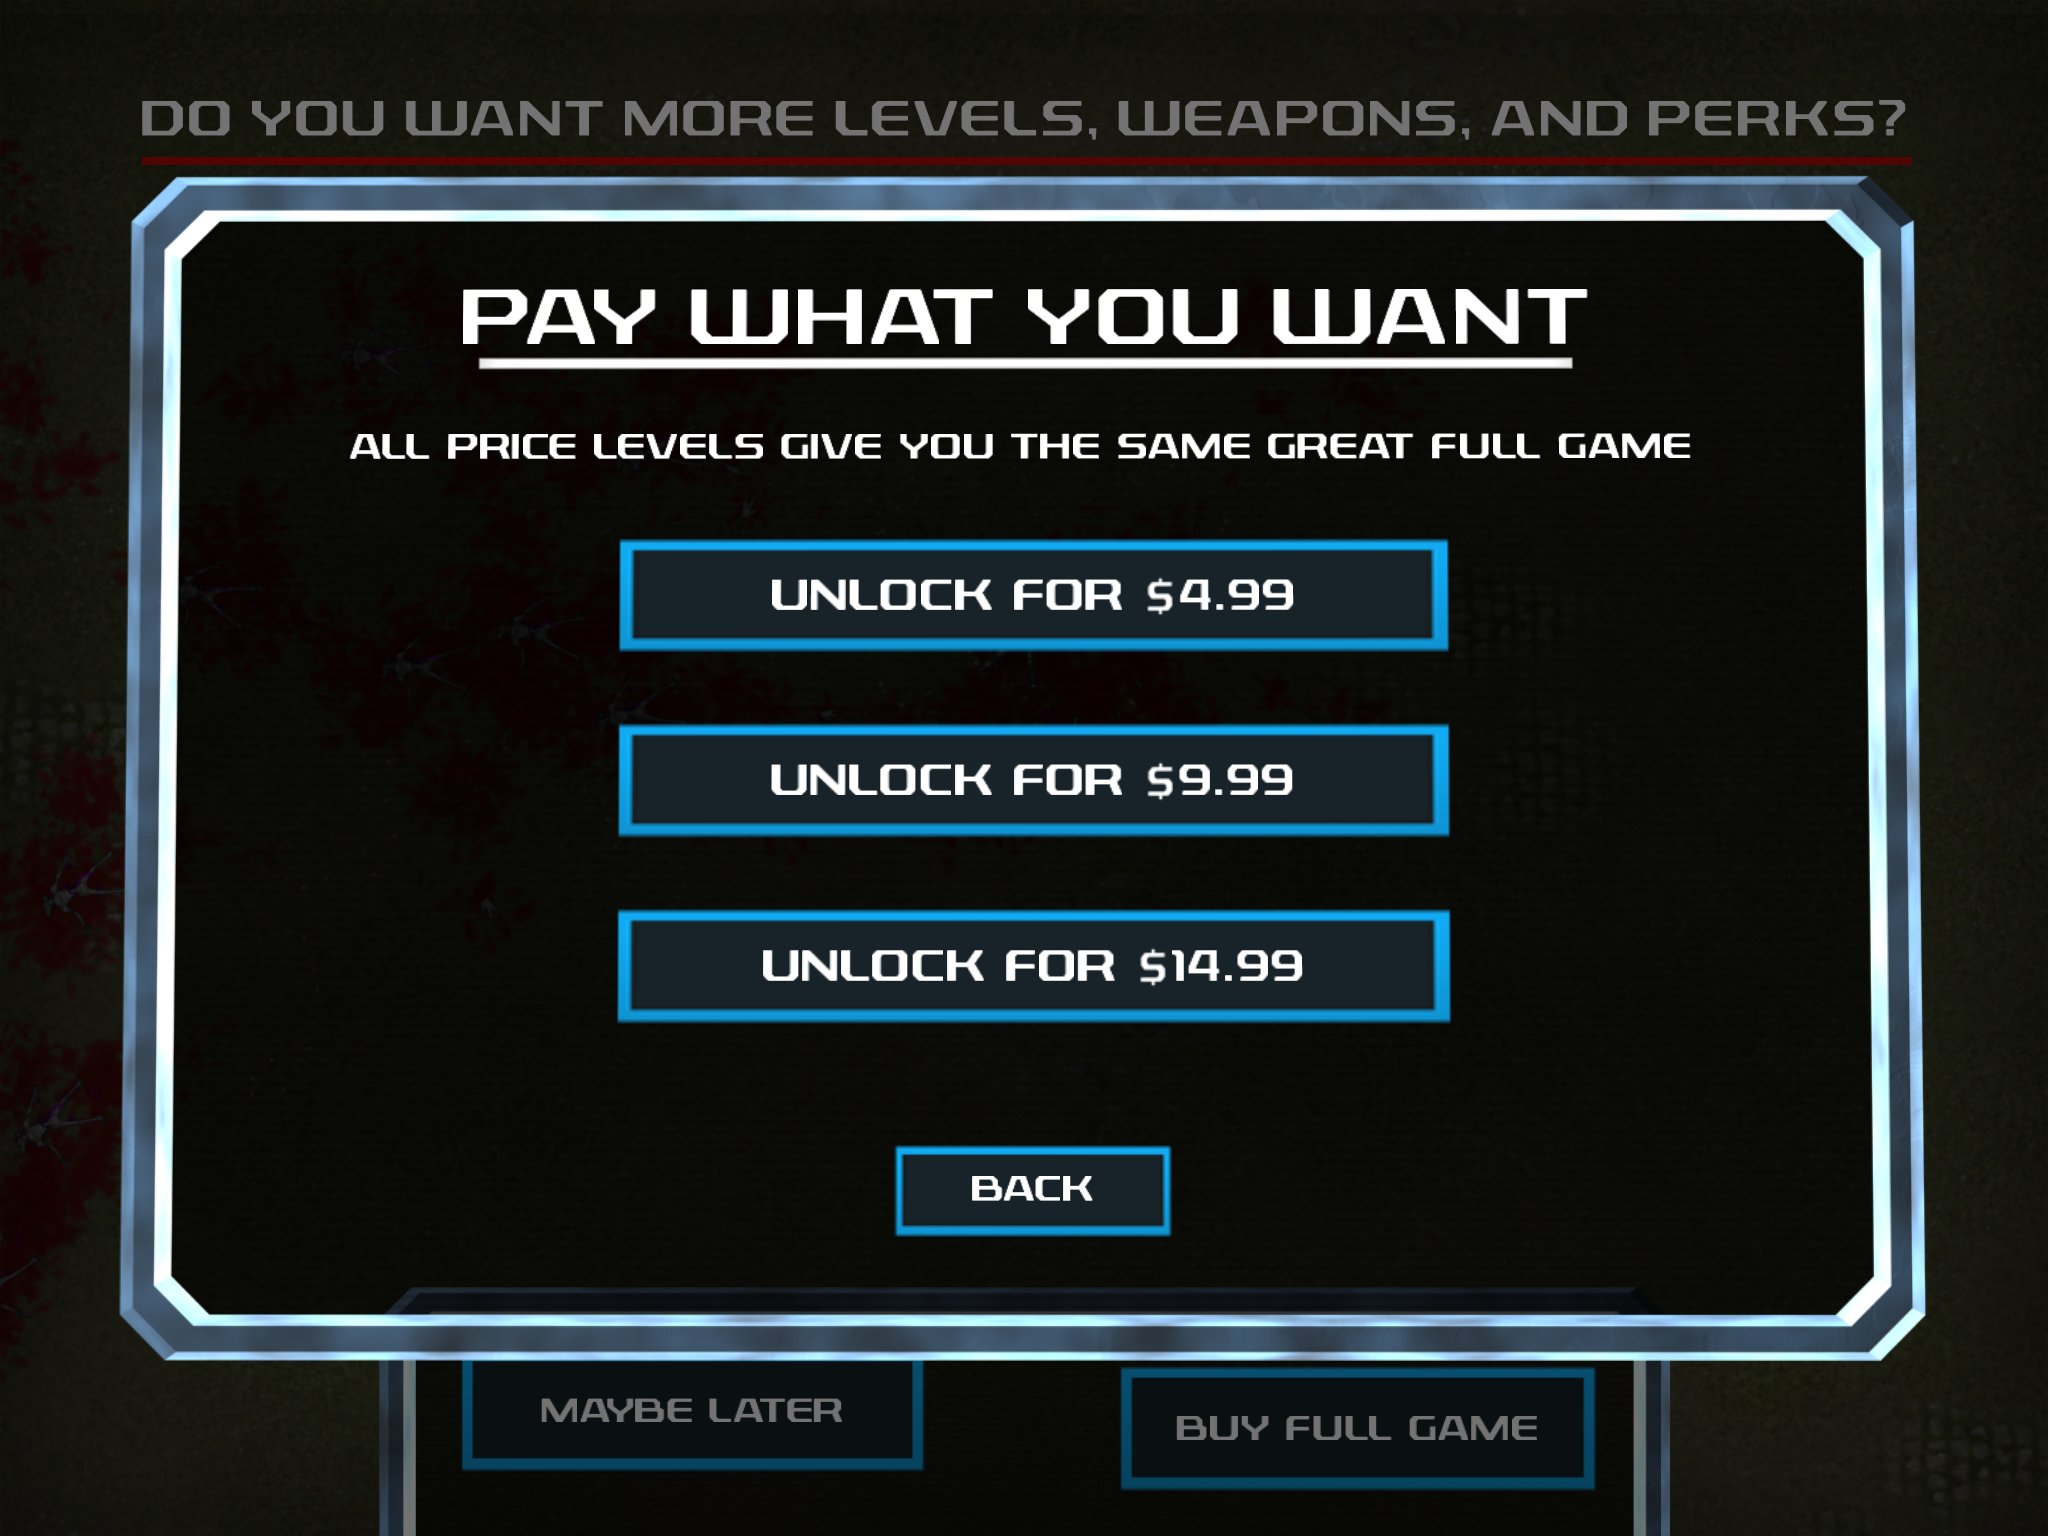 DO YOU WANT MORE LEVELS, WEAPONS, AND PERKS?
PAY WHAT YOU WANT
ALL PRICE LEVELS GIVE YOU THE SAME GREAT FULL GAME
UNLOCK FOR $4.99
UNLOCK FOR $9.99
UNLOCK FOR $14.99
BACK
MAYBE LATER
BUY FULL GAME